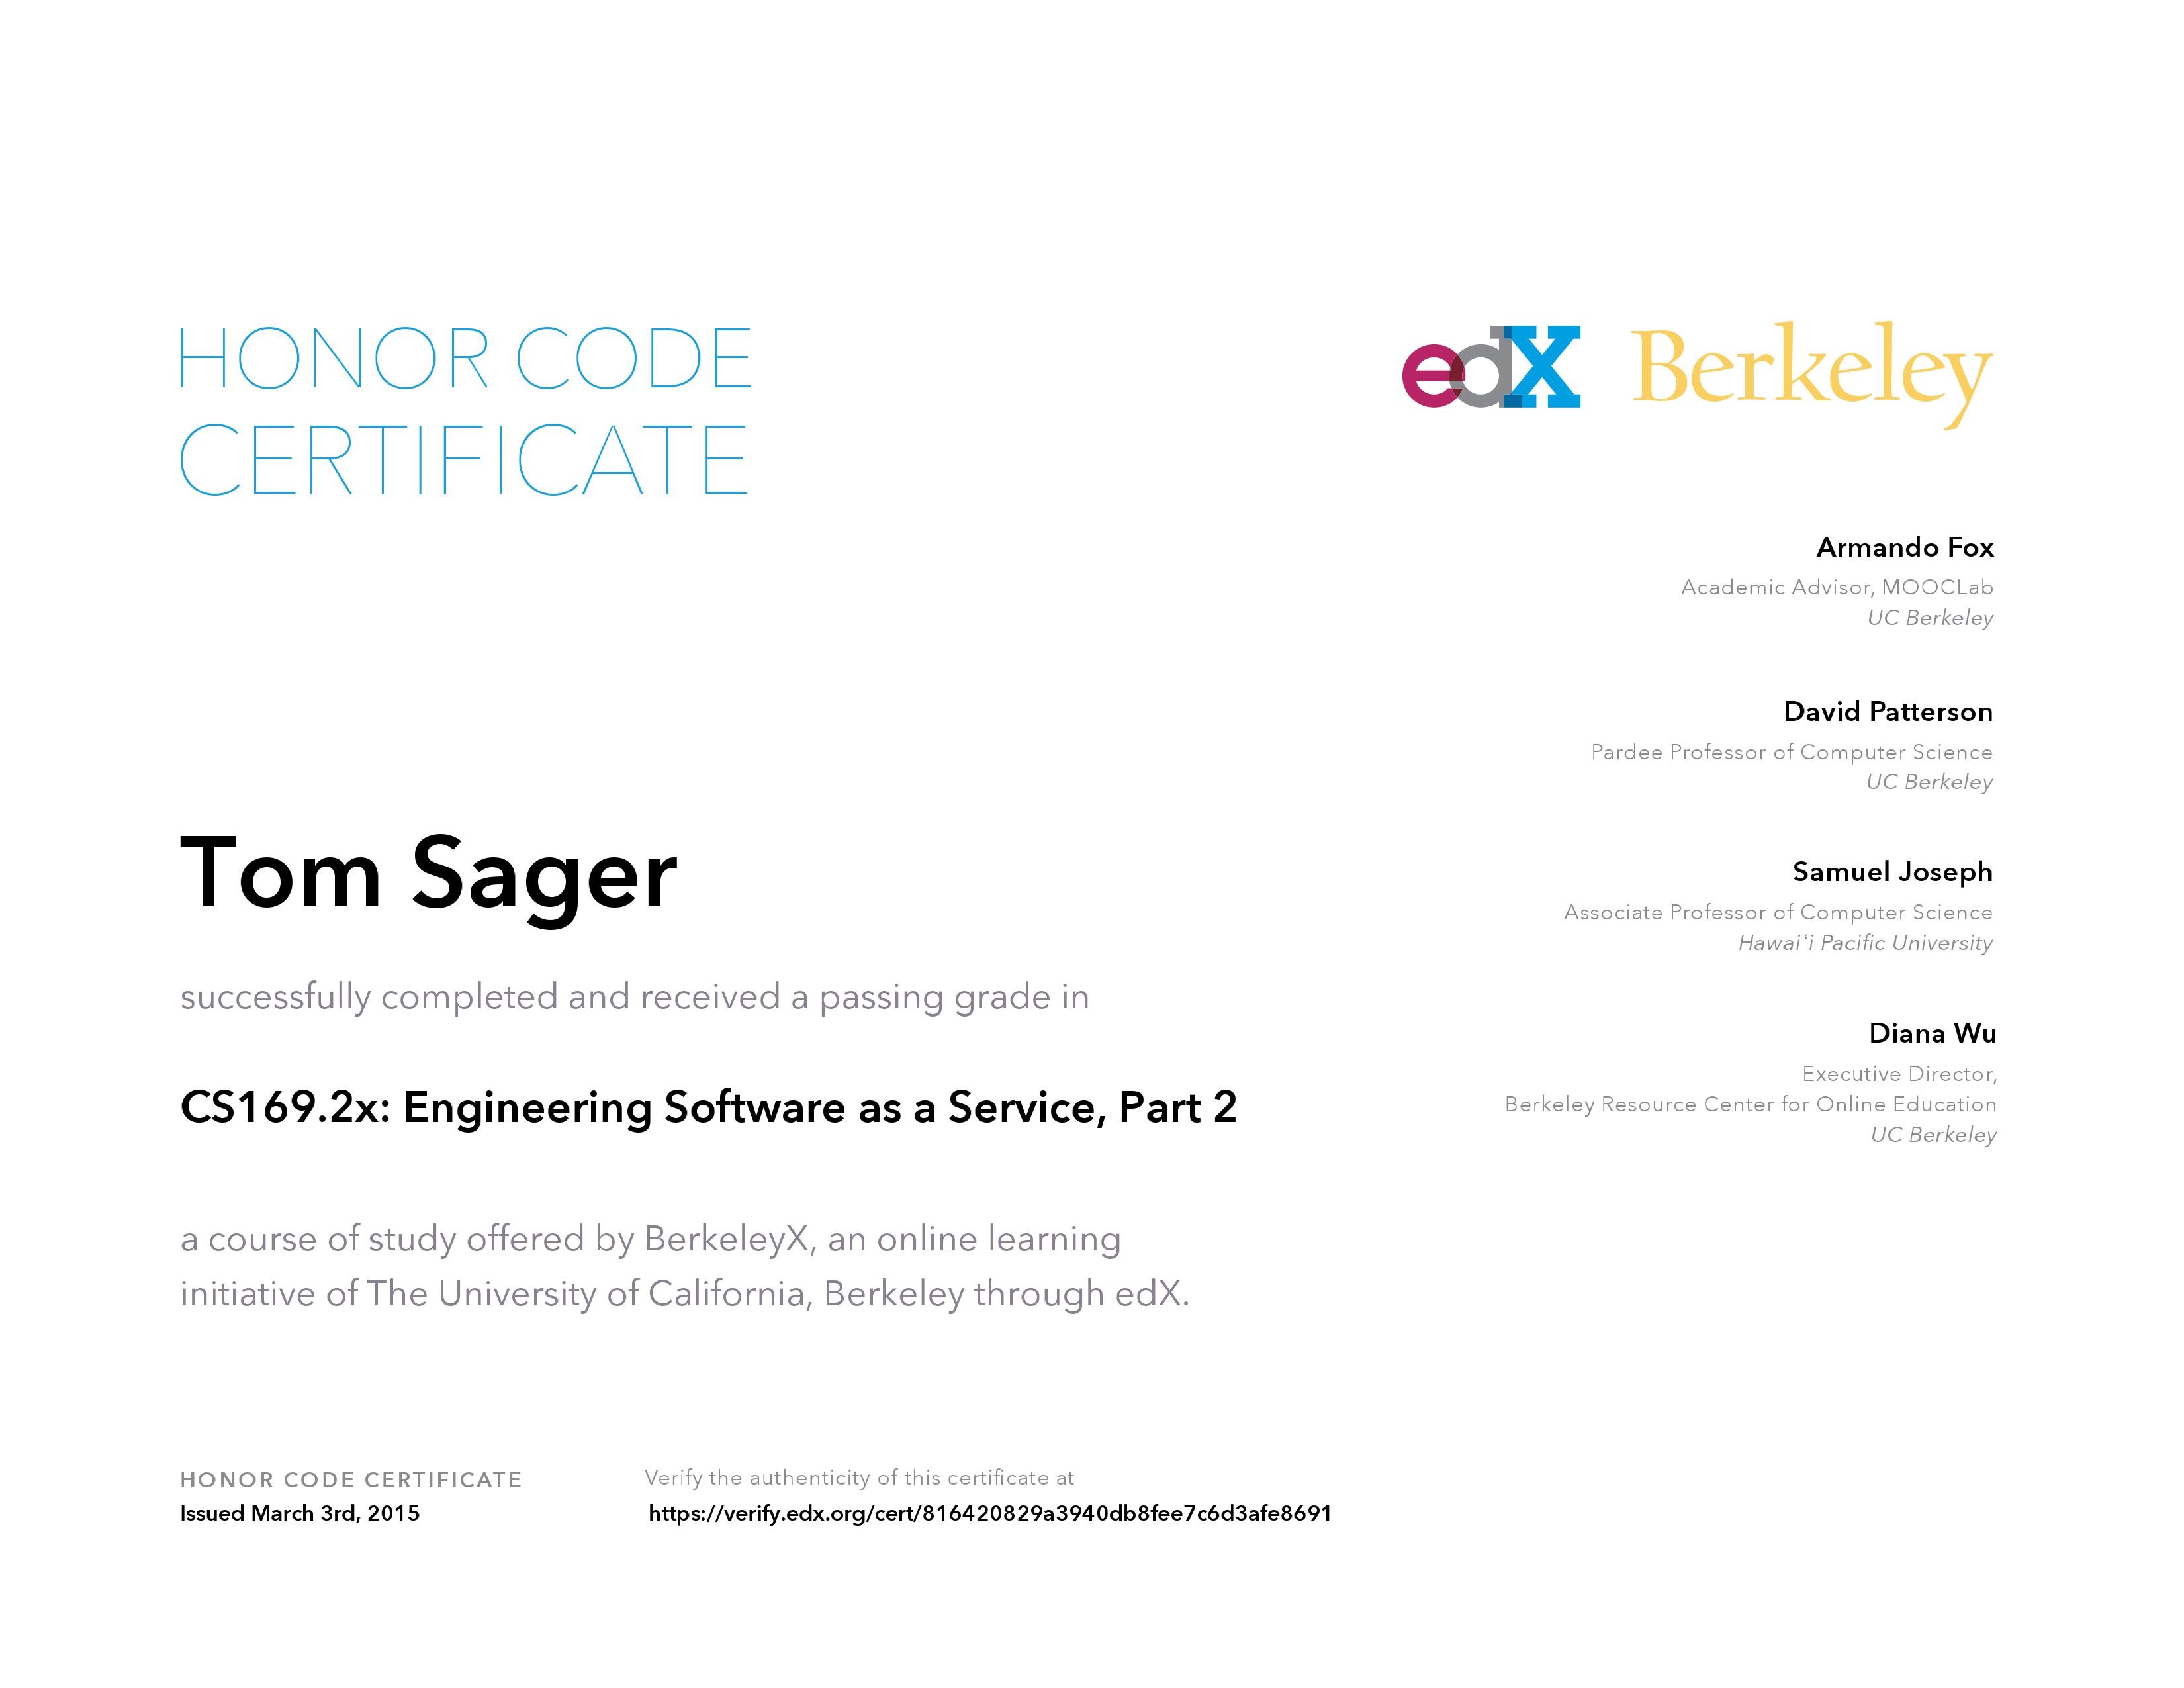 HONOR CODE
CERTIFICATE
edX Berkeley
Armando Fox
Academic Advisor, MOOCLab
UC Berkeley
David Patterson
Pardee Professor of Computer Science
UC Berkeley
Samuel Joseph
Associate Professor of Computer Science
Hawaiʻi Pacific University
Diana Wu
Executive Director,
Berkeley Resource Center for Online Education
UC Berkeley
Tom Sager
successfully completed and received a passing grade in
CS169.2x: Engineering Software as a Service, Part 2
a course of study offered by BerkeleyX, an online learning
initiative of The University of California, Berkeley through edX.
HONOR CODE CERTIFICATE
Issued March 3rd, 2015
Verify the authenticity of this certificate at
https://verify.edx.org/cert/816420829a3940db8fee7c6d3afe8691